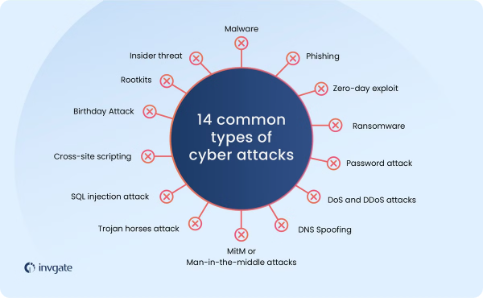 Malware
Insider threat
Phishing
Rootkits
Zero-day exploit
Birthday Attack
14 common
types of
cyber attacks
Ransomware
Cross-site scripting
Password attack
SQL injection attack
DoS and DDoS attacks
Trojan horses attack
DNS Spoofing
MitM or
Man-in-the-middle attacks
invgate